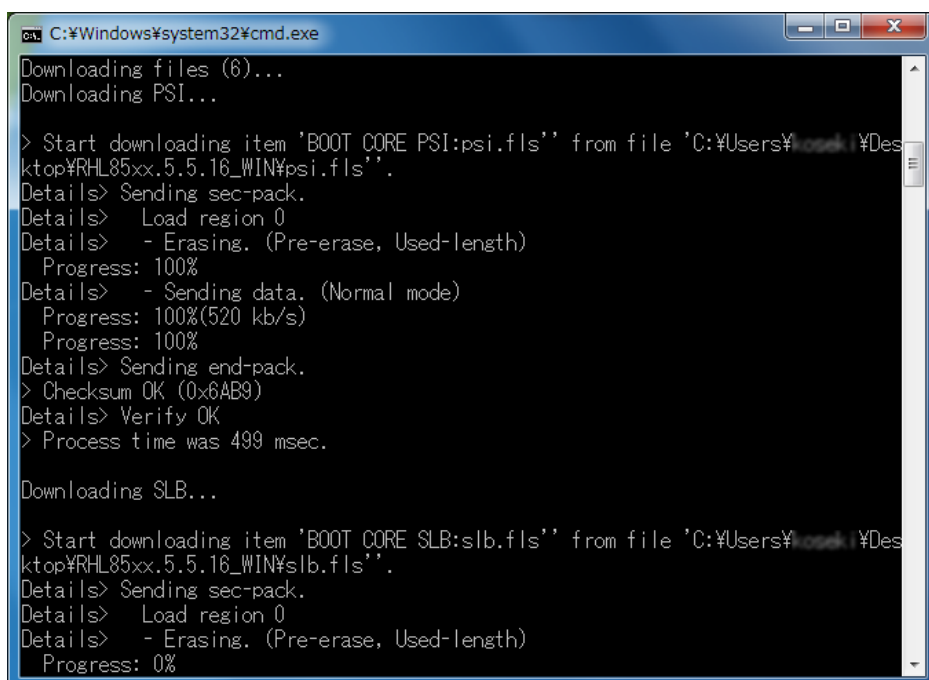 C:¥Windows¥system32¥cmd.exe
Downloading files (6)...
Downloading PSI...
> Start downloading item 'BOOT CORE PSI:psi.fls'' from file 'C:¥Users¥ ¥Des
ktop¥RHL85xx.5.5.16_WIN¥psi.fls''.
Details> Sending sec-pack.
Details>   Load region 0
Details>   - Erasing. (Pre-erase, Used-length)
  Progress: 100%
Details>   - Sending data. (Normal mode)
  Progress: 100%(520 kb/s)
  Progress: 100%
Details> Sending end-pack.
> Checksum OK (0x6AB9)
Details> Verify OK
> Process time was 499 msec.
Downloading SLB...
> Start downloading item 'BOOT CORE SLB:slb.fls'' from file 'C:¥Users¥ ¥Des
ktop¥RHL85xx.5.5.16_WIN¥slb.fls''.
Details> Sending sec-pack.
Details>   Load region 0
Details>   - Erasing. (Pre-erase, Used-length)
  Progress: 0%